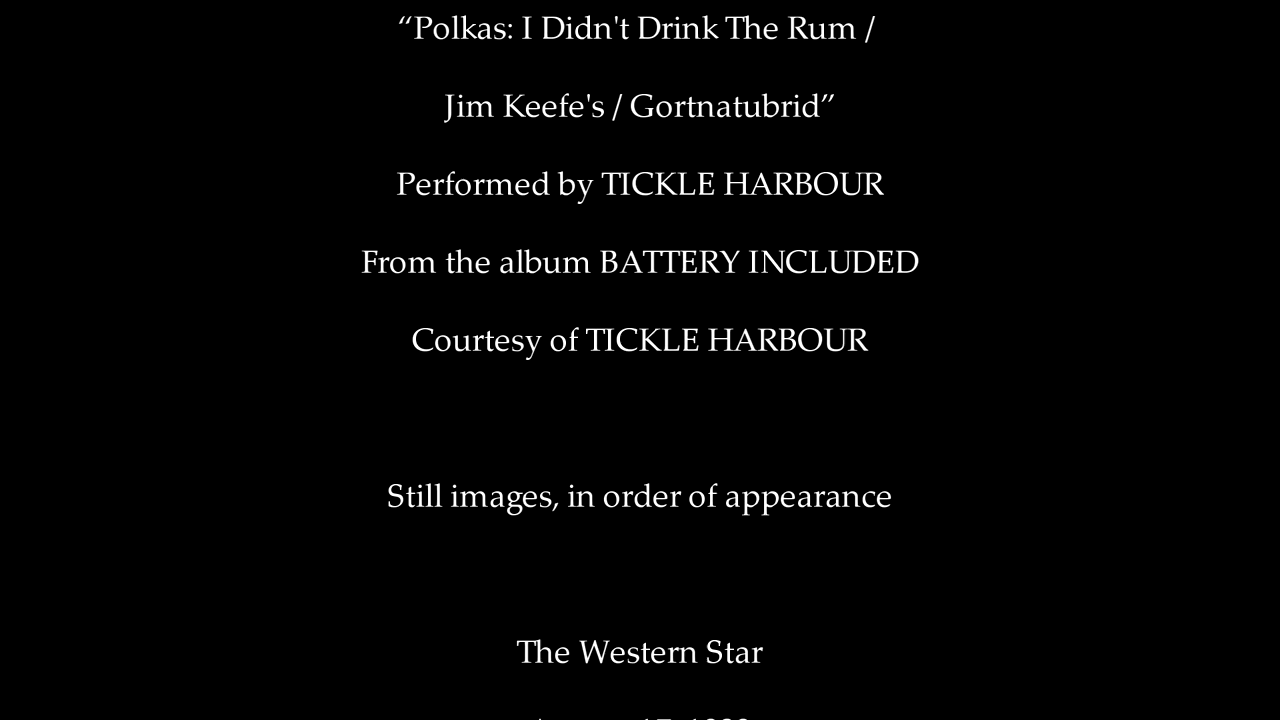 “Polkas: I Didn't Drink The Rum /
Jim Keefe's / Gortnatubrid”
Performed by TICKLE HARBOUR
From the album BATTERY INCLUDED
Courtesy of TICKLE HARBOUR
Still images, in order of appearance
The Western Star